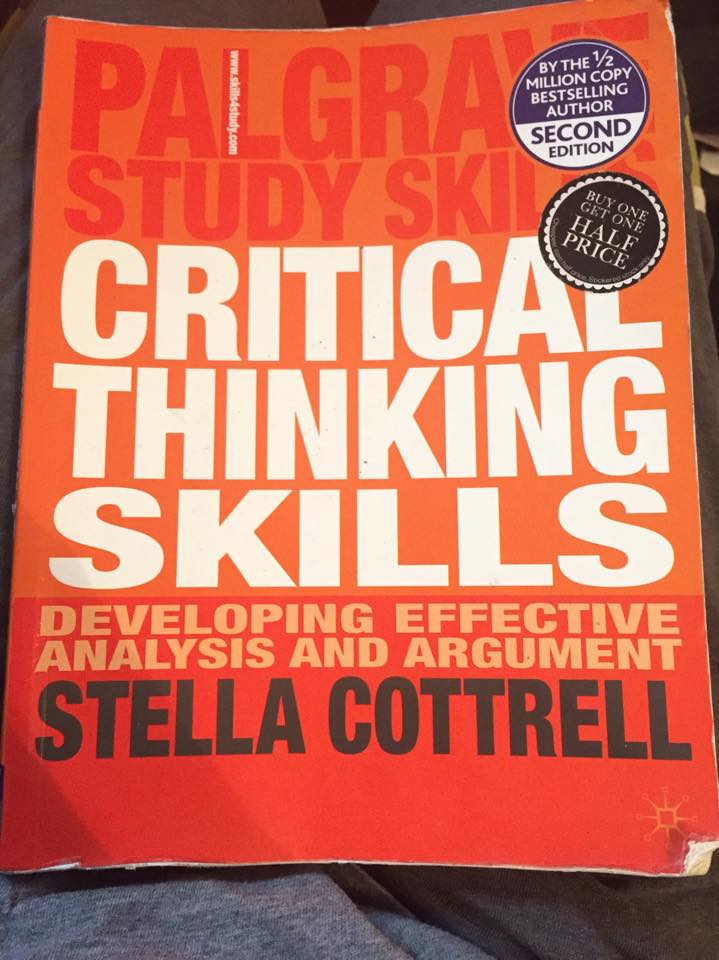 PALGRAVE
www.skills4study.com
STUDY SKILLS
BY THE ½
MILLION COPY
BESTSELLING
AUTHOR
SECOND
EDITION
BUY ONE
GET ONE
HALF
PRICE
CRITICAL
THINKING
SKILLS
DEVELOPING EFFECTIVE
ANALYSIS AND ARGUMENT
STELLA COTTRELL